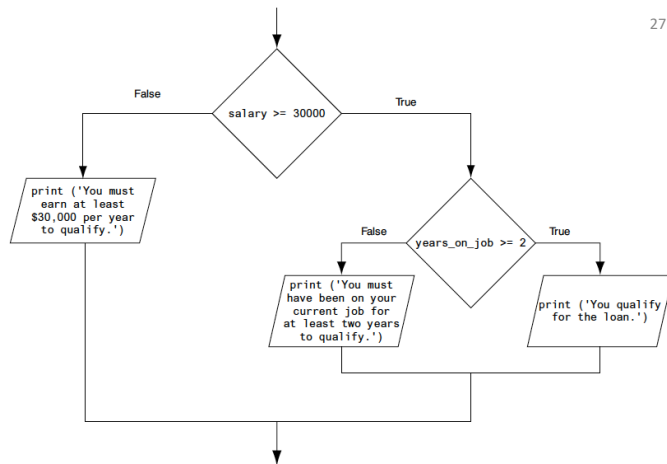 27
False
True
salary >= 30000
print ('You must
earn at least
$30,000 per year
to qualify.')
False
True
years_on_job >= 2
print ('You must
have been on your
current job for
at least two years
to qualify.')
print ('You qualify
for the loan.')